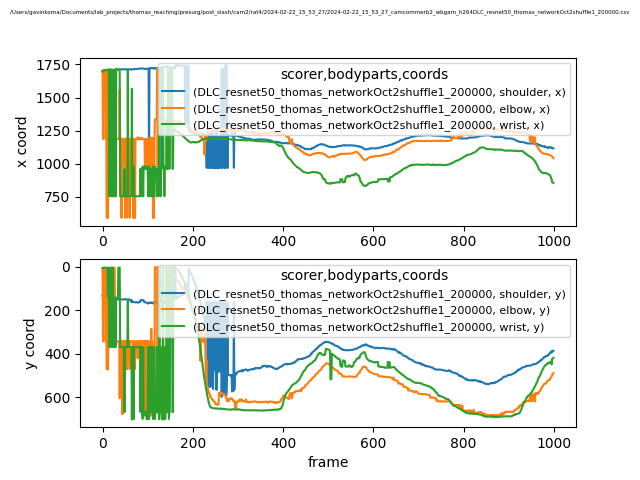 /Users/gavinkoma/Documents/lab_projects/thomas_reaching/presurg/post_slash/cam2/rat4/2024-02-22_15_53_27/2024-02-22_15_53_27_camcommerb2_wbgam_h264DLC_resnet50_thomas_networkOct2shuffle1_200000.csv
1750
1500
1250
1000
750
x coord
scorer,bodyparts,coords
(DLC_resnet50_thomas_networkOct2shuffle1_200000, shoulder, x)
(DLC_resnet50_thomas_networkOct2shuffle1_200000, elbow, x)
(DLC_resnet50_thomas_networkOct2shuffle1_200000, wrist, x)
0 200 400 600 800 1000
0
200
400
600
y coord
scorer,bodyparts,coords
(DLC_resnet50_thomas_networkOct2shuffle1_200000, shoulder, y)
(DLC_resnet50_thomas_networkOct2shuffle1_200000, elbow, y)
(DLC_resnet50_thomas_networkOct2shuffle1_200000, wrist, y)
0 200 400 600 800 1000
frame